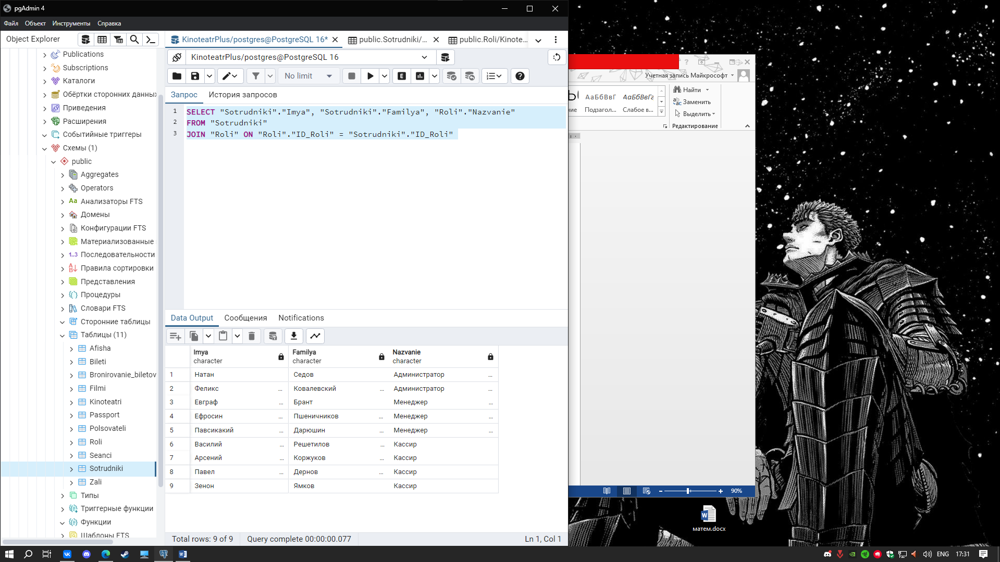 pgAdmin 4
Файл Объект Инструменты Справка
Object Explorer
KinoteatrPlus/postgres@PostgreSQL 16*
public.Sotrudniki/...
public.Roli/Kinote...
KinoteatrPlus/postgres@PostgreSQL 16
No limit
E
Запрос История запросов
1 SELECT "Sotrudniki"."Imya", "Sotrudniki"."Familya", "Roli"."Nazvanie"
2 FROM "Sotrudniki"
3 JOIN "Roli" ON "Roli"."ID_Roli" = "Sotrudniki"."ID_Roli"
Publications
Subscriptions
Каталоги
Обёртки сторонних данны
Приведения
Расширения
Событийные триггеры
Схемы (1)
public
Aggregates
Operators
Aa Анализаторы FTS
Домены
Конфигурации FTS
Материализованные
1..3 Последовательности
Правила сортировки
Представления
Процедуры
Словари FTS
Сторонние таблицы
Таблицы (11)
Afisha
Bileti
Bronirovanie_biletov
Filmi
Kinoteatri
Passport
Polsovateli
Roli
Seanci
Sotrudniki
Zali
Типы
Триггерные функции
Функции
Шаблоны FTS
Data Output Сообщения Notifications
Imya character Familya character Nazvanie character
1 Натан Седов Администратор ...
2 Феликс ... Ковалевский ... Администратор ...
3 Евграф ... Брант Менеджер ...
4 Ефросин ... Пшеничников ... Менеджер ...
5 Павсикакий ... Дарюшин ... Менеджер ...
6 Василий ... Решетилов ... Кассир
7 Арсений ... Коржуков ... Кассир
8 Павел ... Дернов ... Кассир
9 Зенон Ямков Кассир
Total rows: 9 of 9 Query complete 00:00:00.077 Ln 1, Col 1
Учетная запись Майкрософт
АаБбВвГ АаБбВвГг
ние Подзагол... Слабое в...
Найти
Заменить
Выделить
Редактирование
90%
матем.docx
ENG 17:31